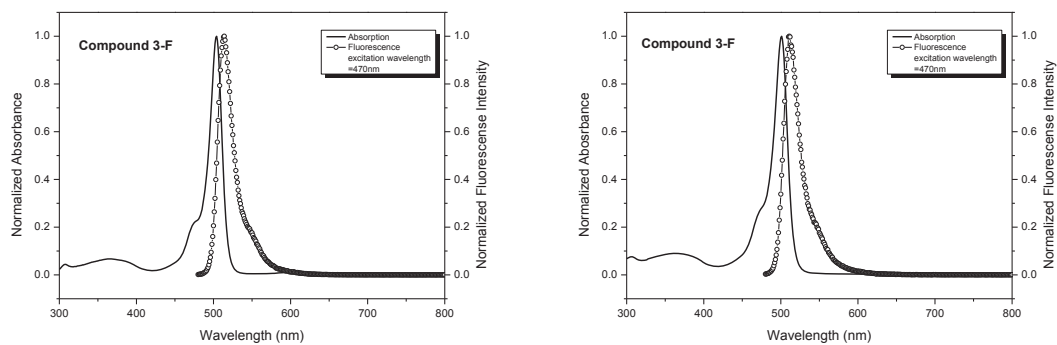 Compound 3-F
Absorption
Fluorescence
excitation wavelength
=470nm
1.0
0.8
0.6
0.4
0.2
0.0
Normalized Absorbance
1.0
0.8
0.6
0.4
0.2
0.0
Normalized Fluorescense Intensity
300
400
500
600
700
800
Wavelength (nm)
Compound 3-F
Absorption
Fluorescence
excitation wavelength
=470nm
1.0
0.8
0.6
0.4
0.2
0.0
Normalized Abosrbance
1.0
0.8
0.6
0.4
0.2
0.0
Normalized Fluorescense Intensity
300
400
500
600
700
800
Wavelength (nm)